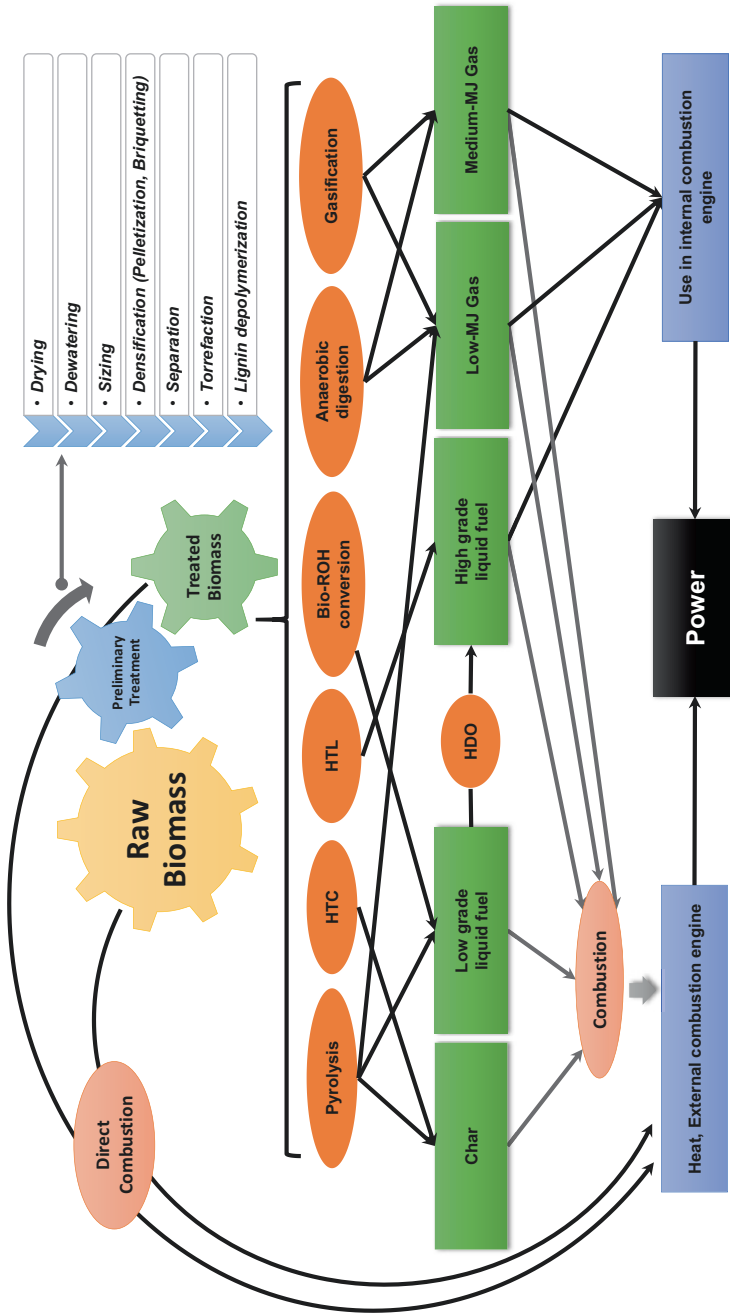 Direct
Combustion
Raw
Biomass
Preliminary
Treatment
Treated
Biomass
• Drying
• Dewatering
• Sizing
• Densification (Pelletization, Briquetting)
• Separation
• Torrefaction
• Lignin depolymerization
Pyrolysis
HTC
HTL
Bio-ROH
conversion
Anaerobic
digestion
Gasification
Char
Low grade
liquid fuel
HDO
High grade
liquid fuel
Low-MJ Gas
Medium-MJ Gas
Combustion
Heat, External combustion engine
Power
Use in internal combustion
engine